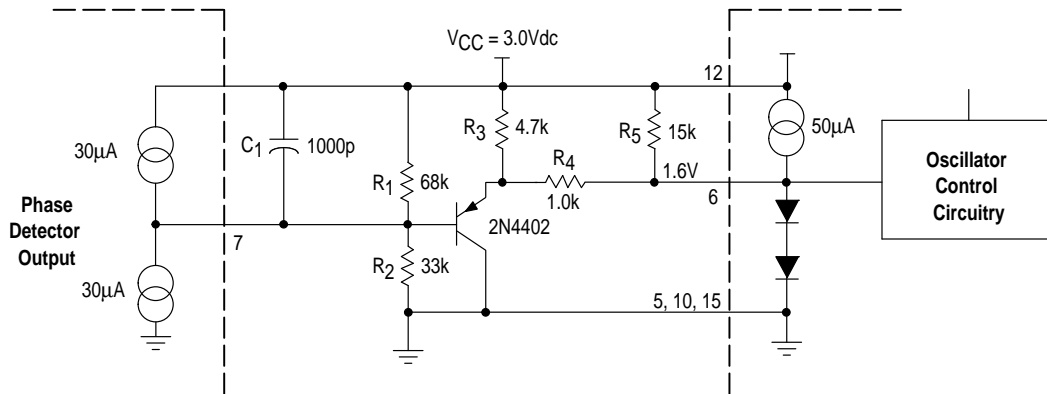 VCC = 3.0Vdc
12
30µA
C1 1000p
R3 4.7k
R5 15k
50µA
R4
1.0k
1.6V
6
Oscillator
Control
Circuitry
R1 68k
2N4402
Phase
Detector
Output
7
R2 33k
30µA
5, 10, 15